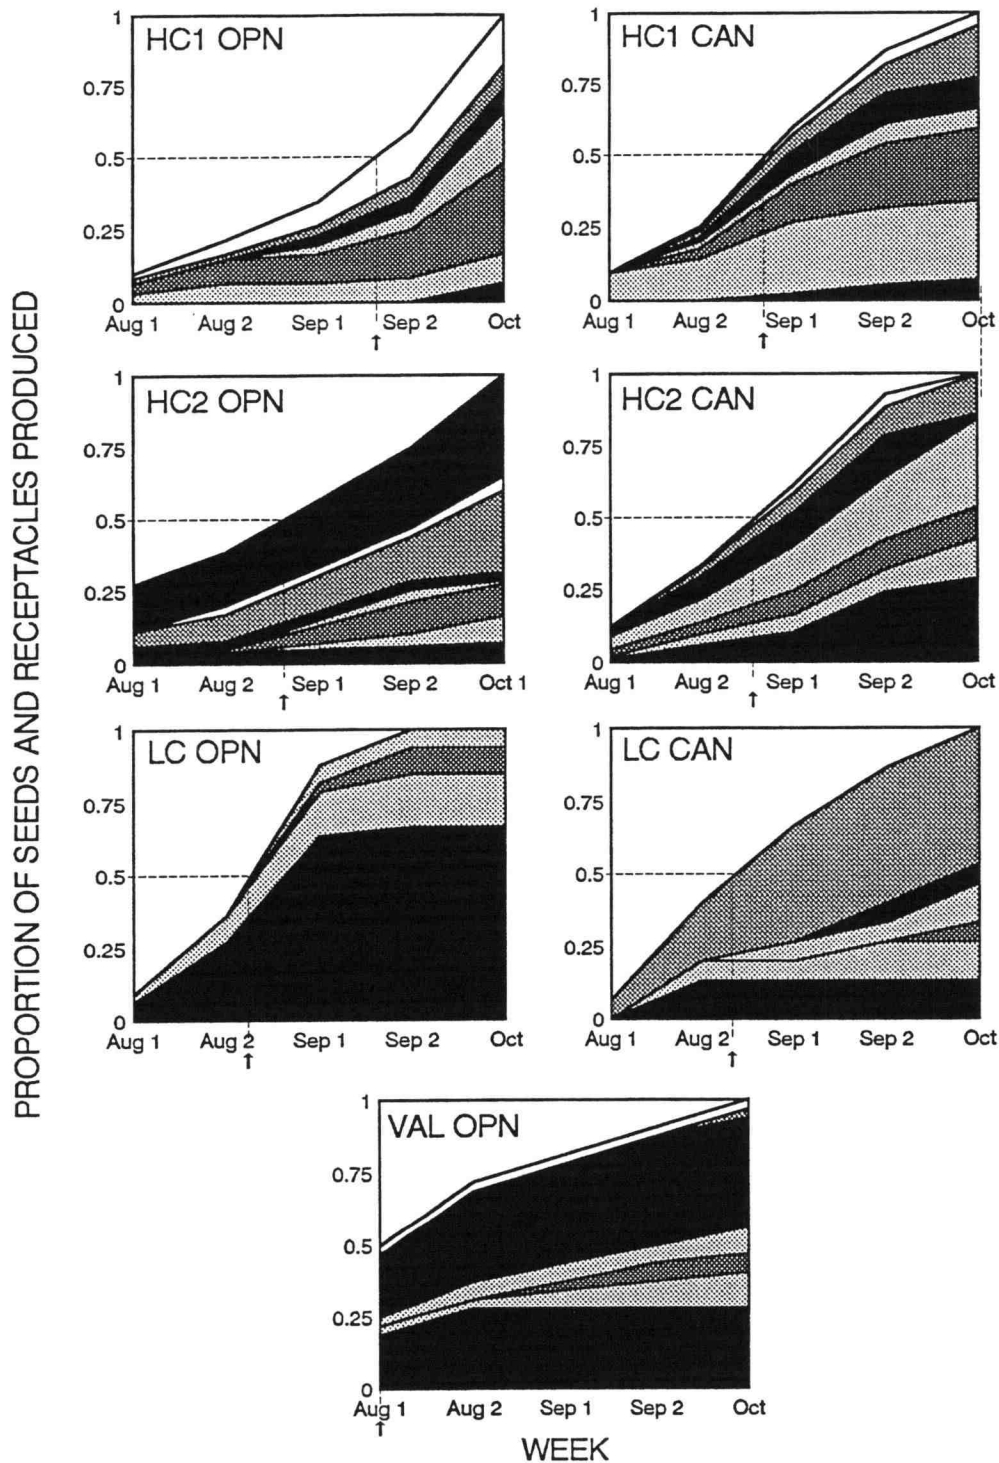 PROPORTION OF SEEDS AND RECEPTACLES PRODUCED
HC1 OPN
1
0.75
0.5
0.25
0
Aug 1 Aug 2 Sep 1 Sep 2 Oct
HC1 CAN
1
0.75
0.5
0.25
0
Aug 1 Aug 2 Sep 1 Sep 2 Oct
HC2 OPN
1
0.75
0.5
0.25
0
Aug 1 Aug 2 Sep 1 Sep 2 Oct 1
HC2 CAN
1
0.75
0.5
0.25
0
Aug 1 Aug 2 Sep 1 Sep 2 Oct
LC OPN
1
0.75
0.5
0.25
0
Aug 1 Aug 2 Sep 1 Sep 2 Oct
LC CAN
1
0.75
0.5
0.25
0
Aug 1 Aug 2 Sep 1 Sep 2 Oct
VAL OPN
1
0.75
0.5
0.25
0
Aug 1 Aug 2 Sep 1 Sep 2 Oct
WEEK